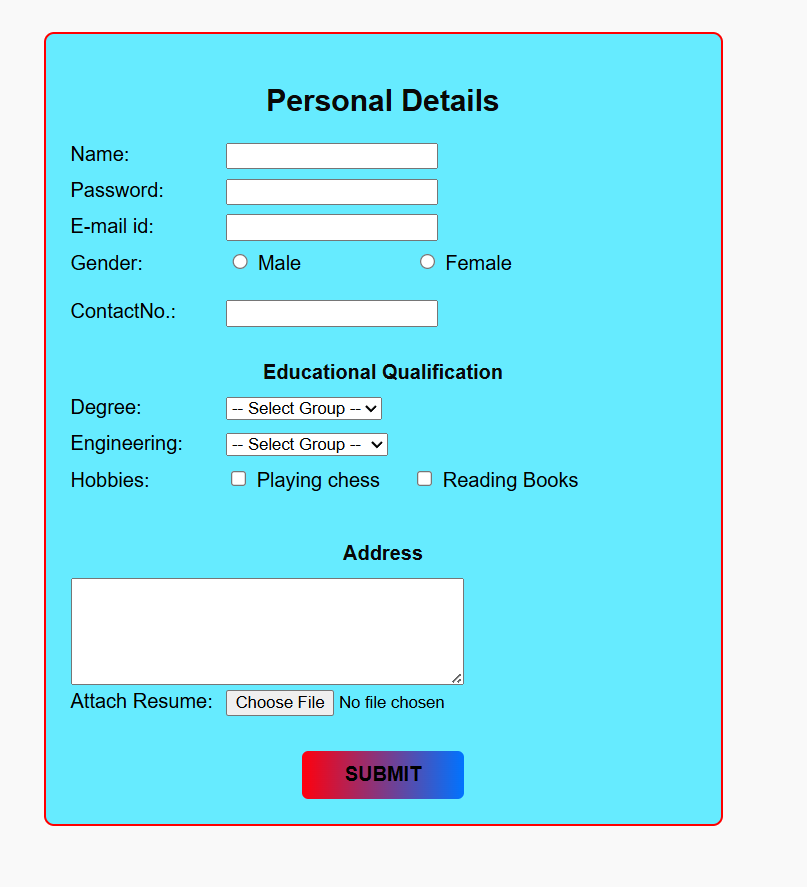 Personal Details
Name:
Password:
E-mail id:
Gender: Male Female
ContactNo.:
Educational Qualification
Degree: -- Select Group --
Engineering: -- Select Group --
Hobbies: Playing chess Reading Books
Address
Attach Resume: Choose File No file chosen
SUBMIT